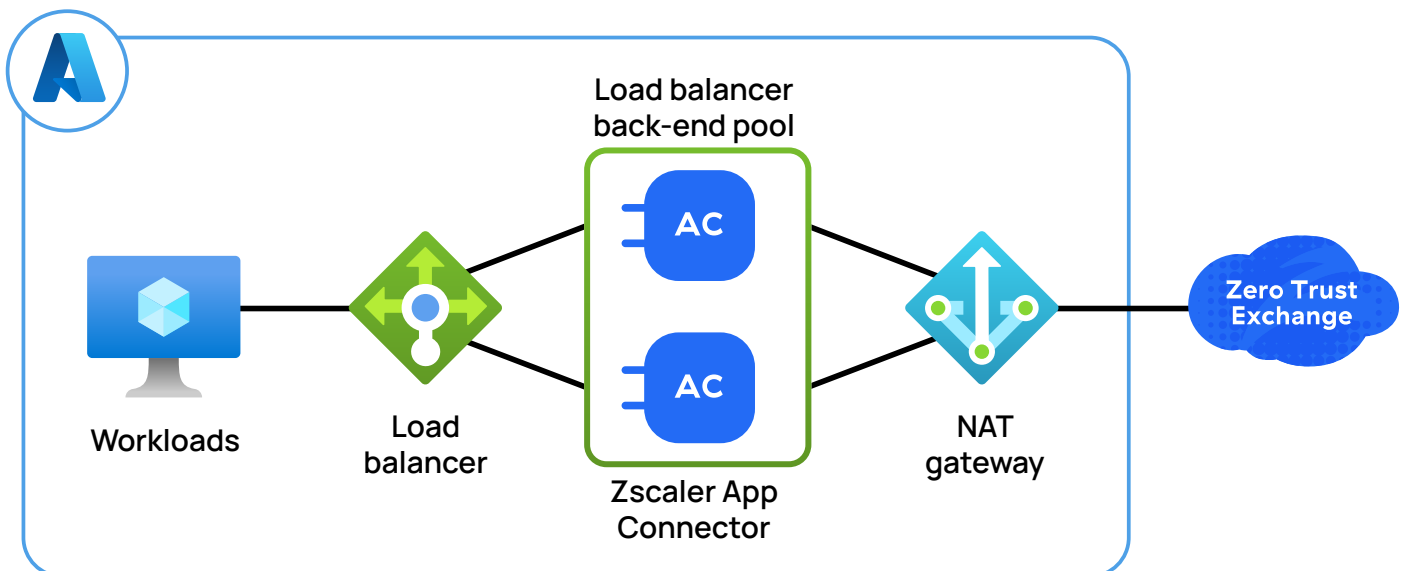 Load balancer
back-end pool
AC
AC
Zero Trust
Exchange
Workloads
Load
balancer
Zscaler App
Connector
NAT
gateway